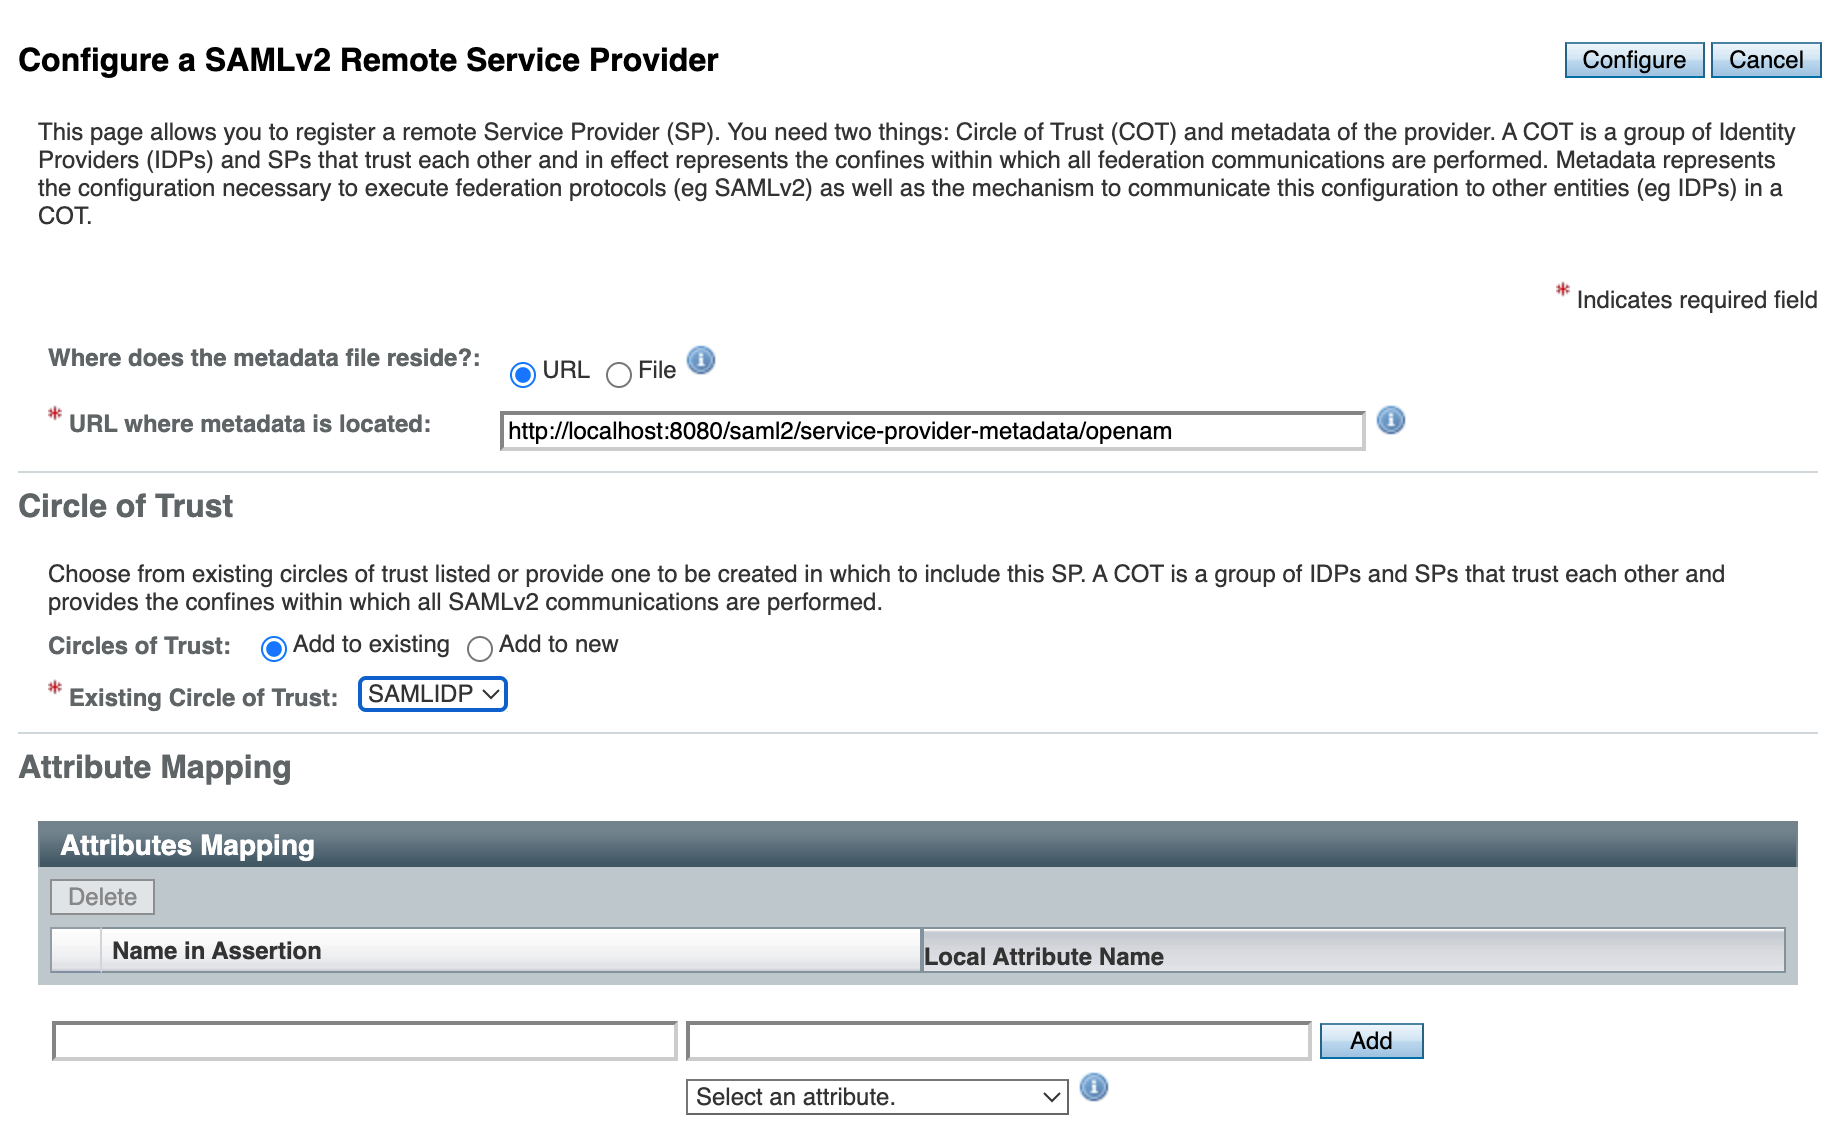 Configure a SAMLv2 Remote Service Provider
Configure Cancel
This page allows you to register a remote Service Provider (SP). You need two things: Circle of Trust (COT) and metadata of the provider. A COT is a group of Identity
Providers (IDPs) and SPs that trust each other and in effect represents the confines within which all federation communications are performed. Metadata represents
the configuration necessary to execute federation protocols (eg SAMLv2) as well as the mechanism to communicate this configuration to other entities (eg IDPs) in a
COT.
* Indicates required field
Where does the metadata file reside?: URL File
* URL where metadata is located: http://localhost:8080/saml2/service-provider-metadata/openam
Circle of Trust
Choose from existing circles of trust listed or provide one to be created in which to include this SP. A COT is a group of IDPs and SPs that trust each other and
provides the confines within which all SAMLv2 communications are performed.
Circles of Trust: Add to existing Add to new
* Existing Circle of Trust: SAMLIDP
Attribute Mapping
Attributes Mapping
Delete
Name in Assertion Local Attribute Name
Add
Select an attribute.